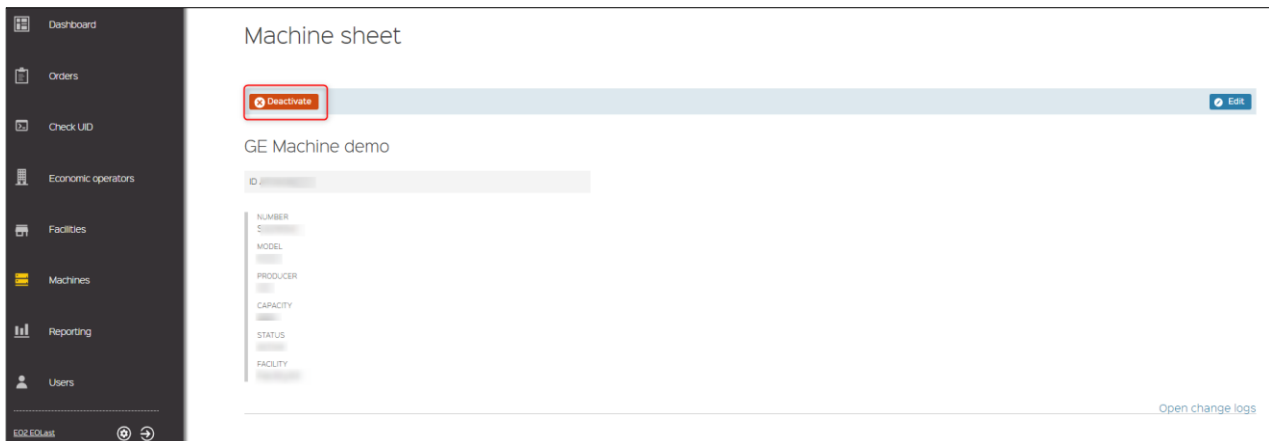 Dashboard
Machine sheet
Orders
Deactivate
Edit
Check UID
GE Machine demo
Economic operators
ID
NUMBER
S
Facilities
MODEL
Machines
PRODUCER
CAPACITY
Reporting
STATUS
FACILITY
Users
Open change logs
EO2 EOLast